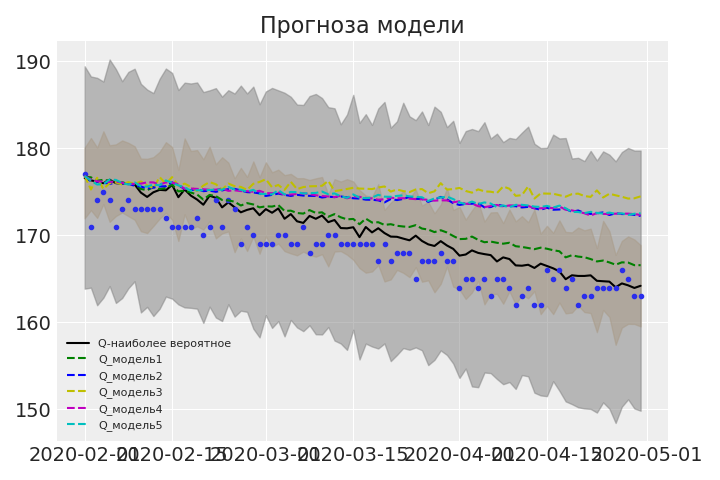 Прогноза модели
190
180
170
160
150
Q-наиболее вероятное
Q_модель1
Q_модель2
Q_модель3
Q_модель4
Q_модель5
2020-02-01 2020-02-15 2020-03-01 2020-03-15 2020-04-01 2020-04-15 2020-05-01